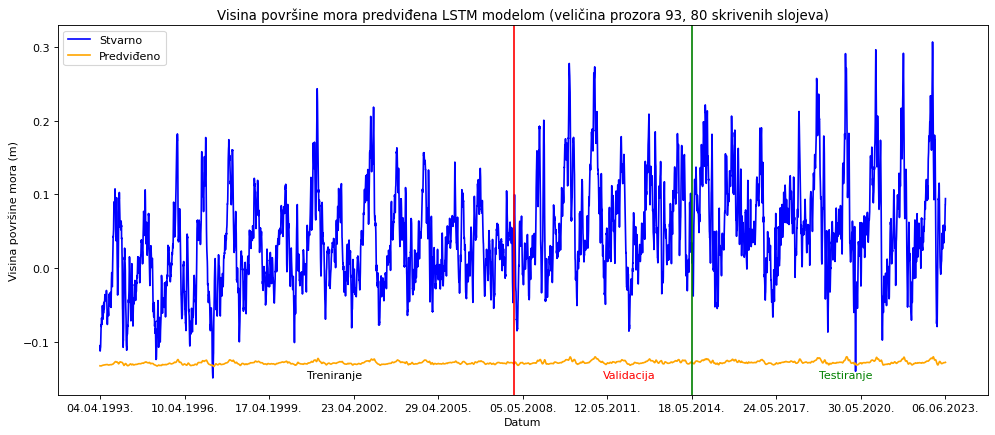 Visina površine mora predviđena LSTM modelom (veličina prozora 93, 80 skrivenih slojeva)
Stvarno
Predviđeno
0.3
0.2
0.1
0.0
−0.1
Visina površine mora (m)
Treniranje
Validacija
Testiranje
04.04.1993. 10.04.1996. 17.04.1999. 23.04.2002. 29.04.2005. 05.05.2008. 12.05.2011. 18.05.2014. 24.05.2017. 30.05.2020. 06.06.2023.
Datum